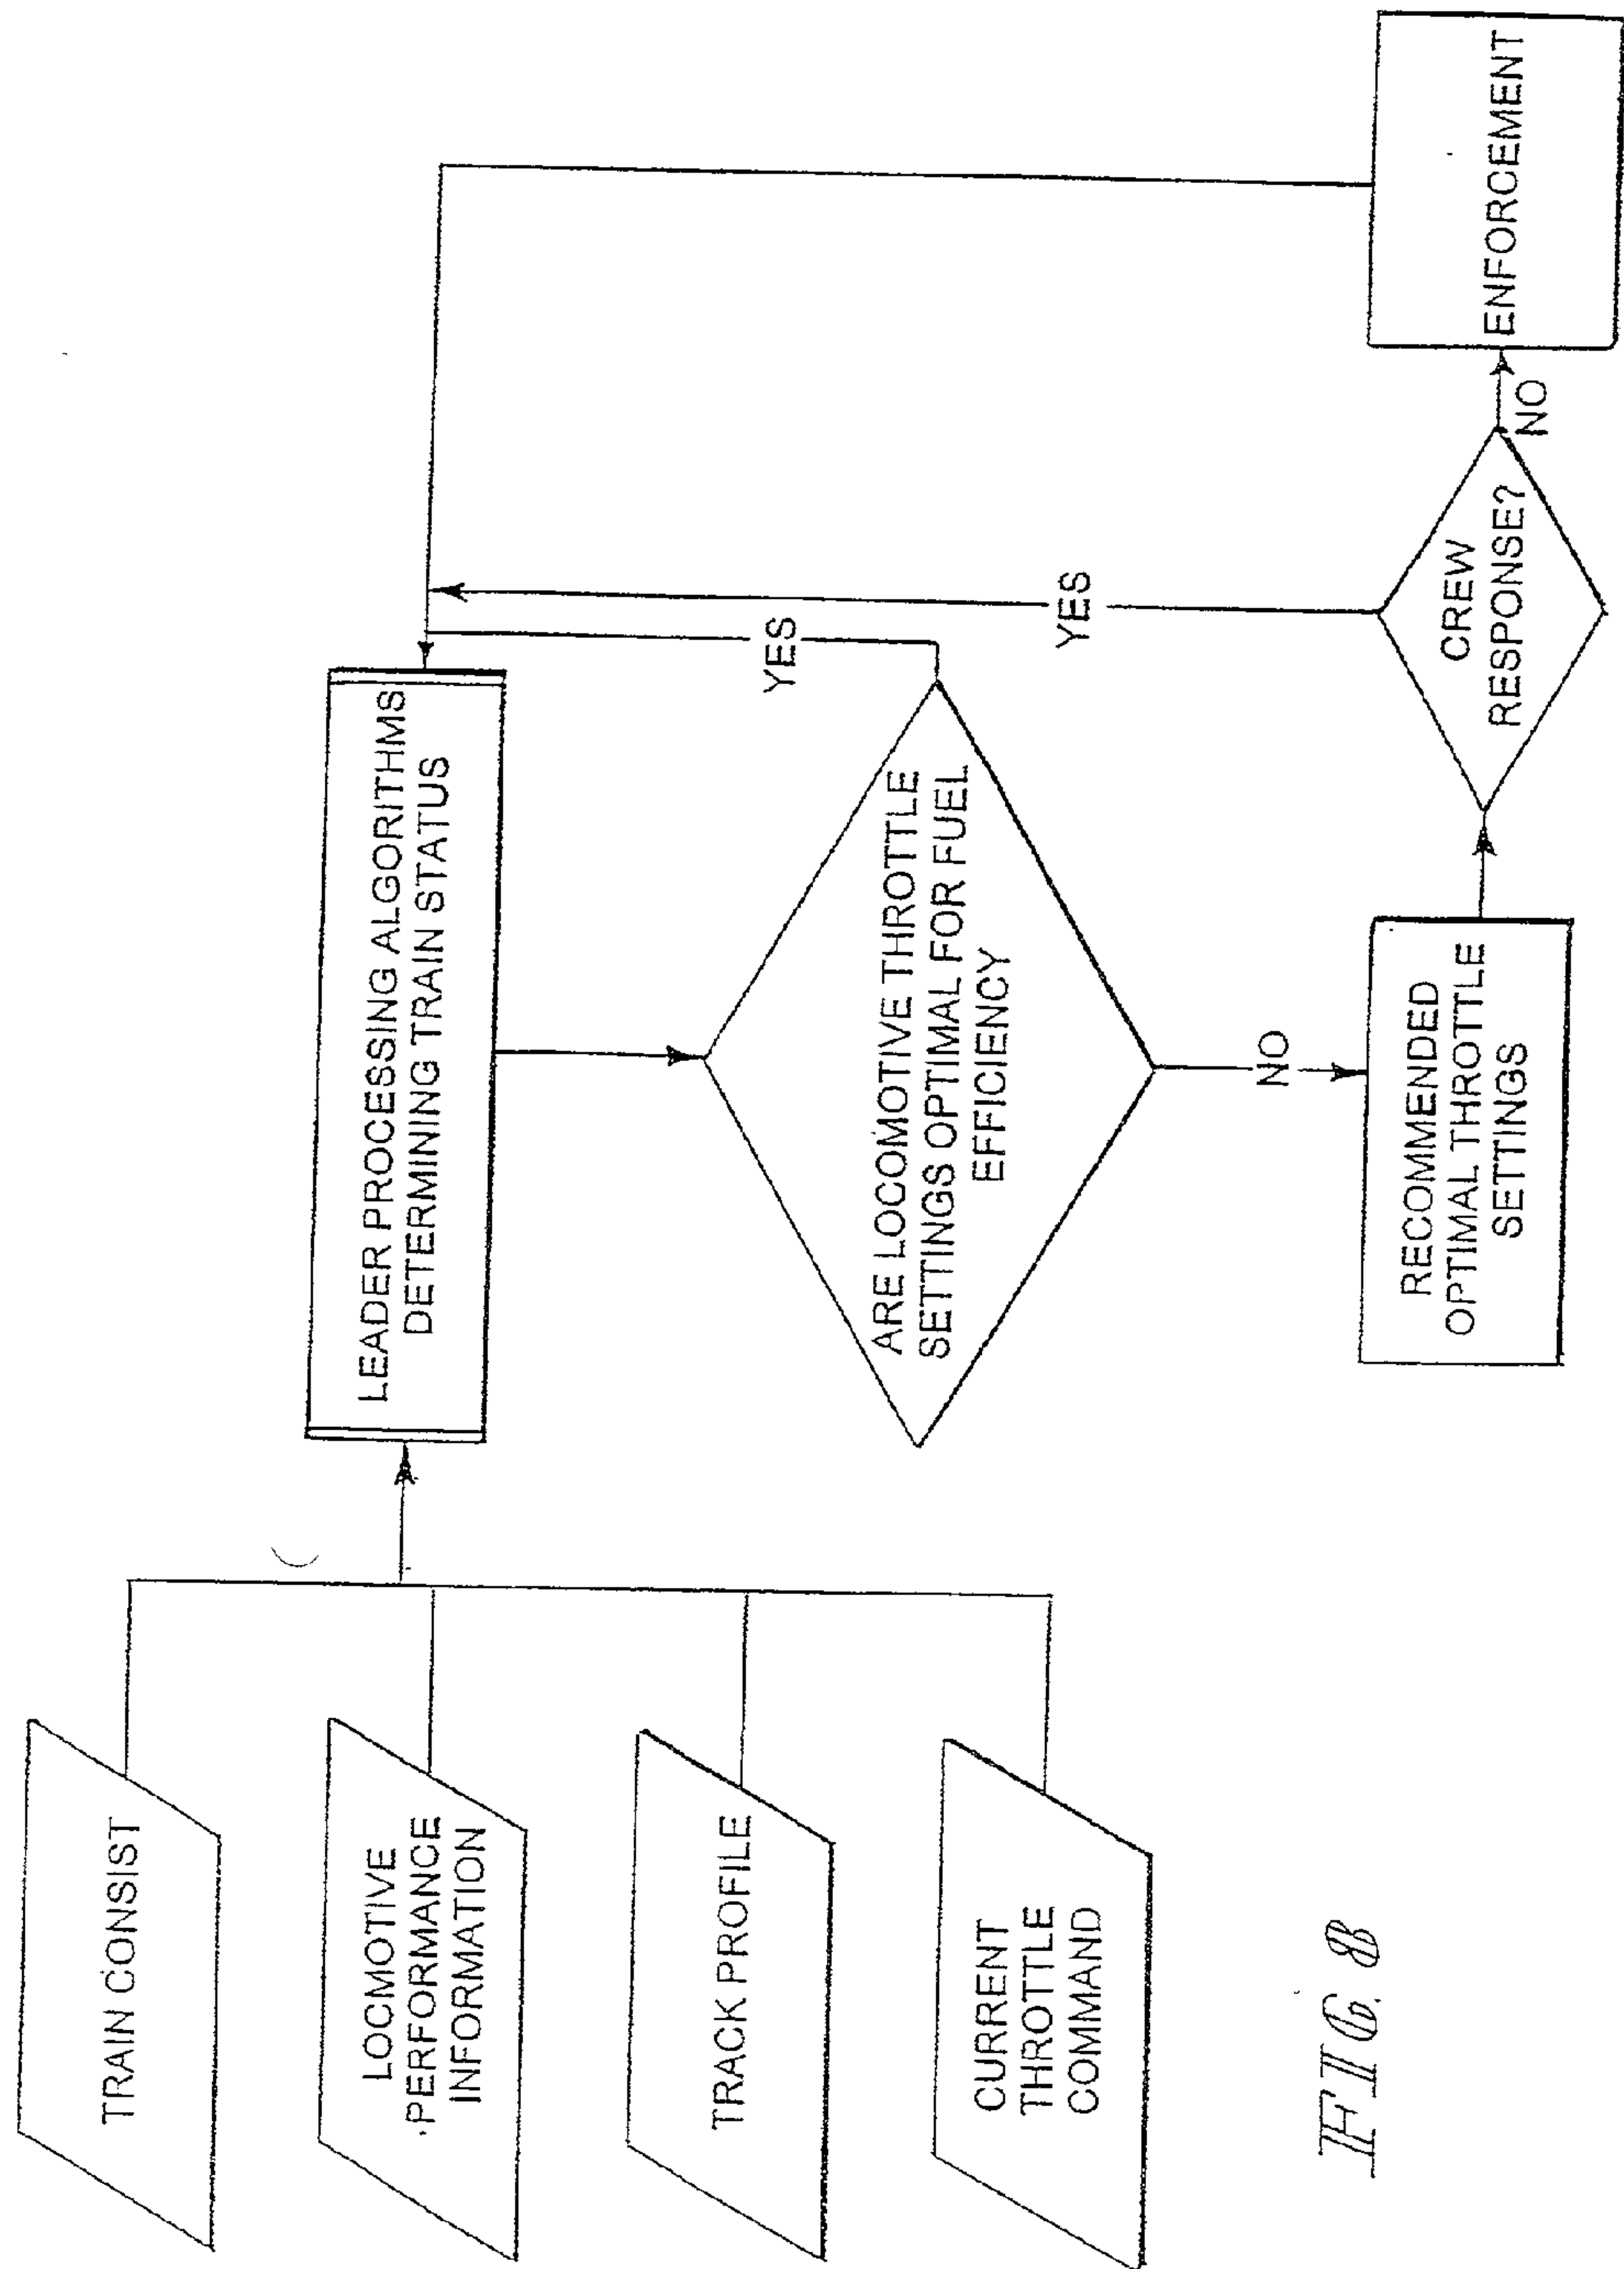 TRAIN CONSIST
LOCMOTIVE
PERFORMANCE
INFORMATION
TRACK PROFILE
CURRENT
THROTTLE
COMMAND
LEADER PROCESSING ALGORITHMS
DETERMINING TRAIN STATUS
ARE LOCOMOTIVE THROTTLE
SETTINGS OPTIMAL FOR FUEL
EFFICIENCY
YES
NO
RECOMMENDED
OPTIMAL THROTTLE
SETTINGS
CREW
RESPONSE?
YES
NO
ENFORCEMENT
FIG. 8